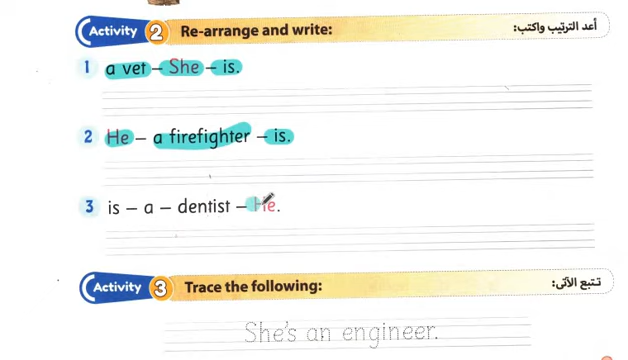 Activity 2 Re-arrange and write: أعد الترتيب واكتب:
1 a vet – She – is.
2 He – a firefighter – is.
3 is – a – dentist – He.
Activity 3 Trace the following: تتبع الآتى:
She's an engineer.